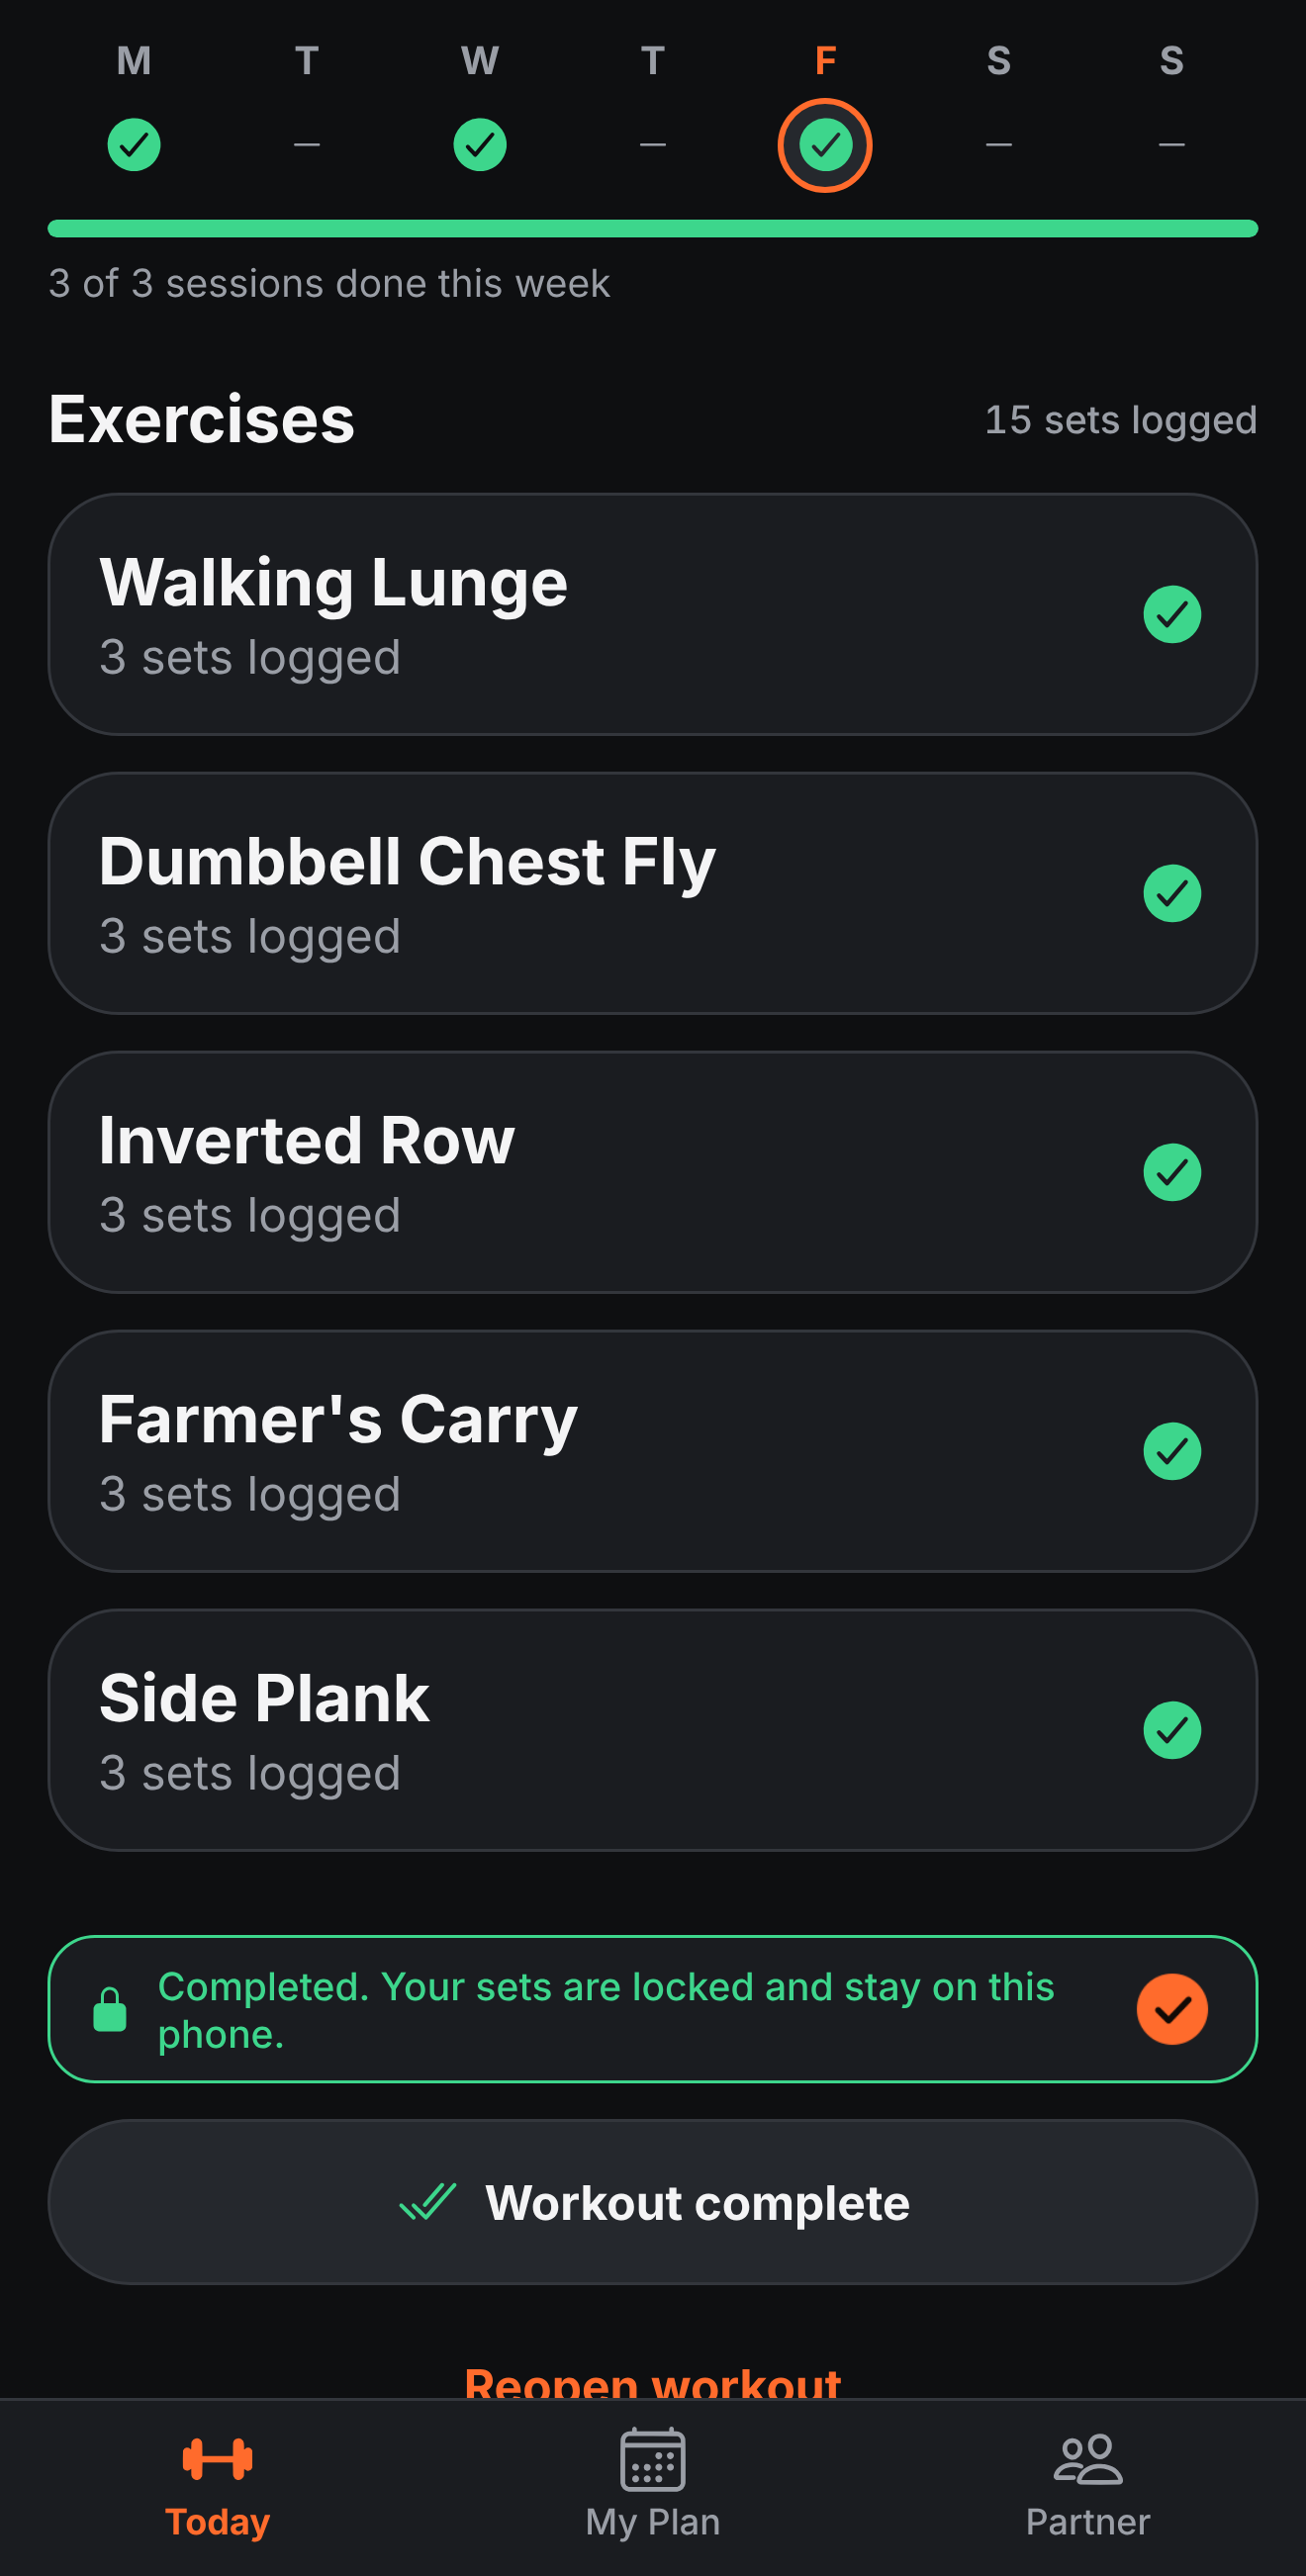 M T W T F S S
3 of 3 sessions done this week
Exercises
15 sets logged
Walking Lunge
3 sets logged
Dumbbell Chest Fly
3 sets logged
Inverted Row
3 sets logged
Farmer's Carry
3 sets logged
Side Plank
3 sets logged
Completed. Your sets are locked and stay on this
phone.
Workout complete
Reopen workout
Today
My Plan
Partner